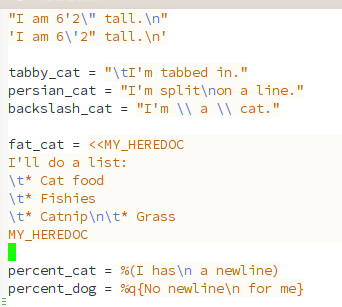 "I am 6'2\" tall.\n"
'I am 6\'2" tall.\n'
tabby_cat = "\tI'm tabbed in."
persian_cat = "I'm split\non a line."
backslash_cat = "I'm \\ a \\ cat."
fat_cat = <<MY_HEREDOC
I'll do a list:
\t* Cat food
\t* Fishies
\t* Catnip\n\t* Grass
MY_HEREDOC
percent_cat = %(I has\n a newline)
percent_dog = %q{No newline\n for me}